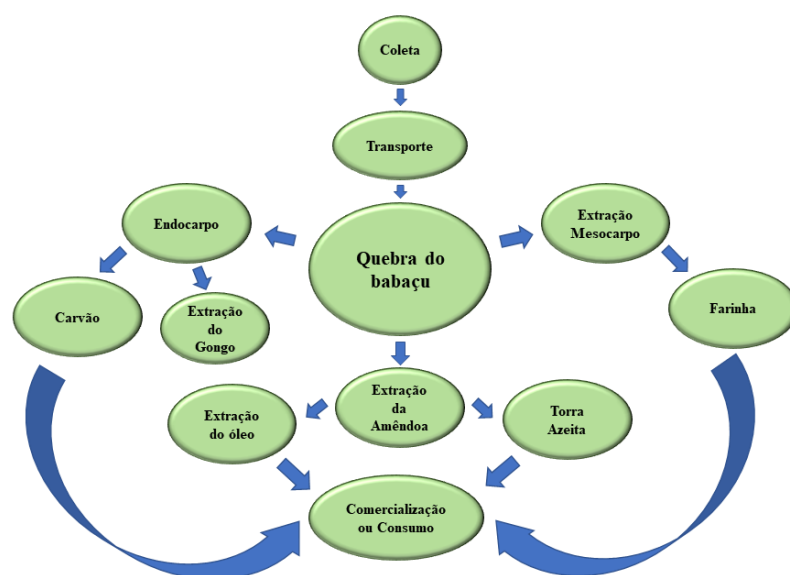 Coleta
Transporte
Endocarpo
Quebra do
babaçu
Extração
Mesocarpo
Carvão
Extração
do
Gongo
Farinha
Extração
do óleo
Extração
da
Amêndoa
Torra
Azeita
Comercialização
ou Consumo